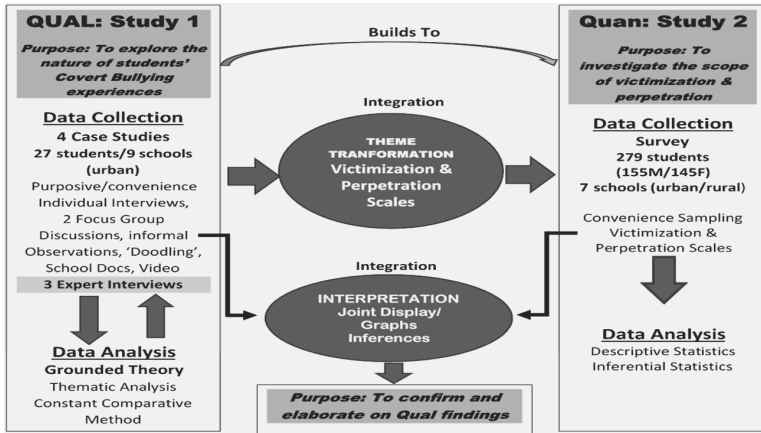 QUAL: Study 1
Purpose: To explore the
nature of students'
Covert Bullying
experiences
Data Collection
4 Case Studies
27 students/9 schools
(urban)
Purposive/convenience
Individual Interviews,
2 Focus Group
Discussions, informal
Observations, 'Doodling',
School Docs, Video
3 Expert Interviews
Data Analysis
Grounded Theory
Thematic Analysis
Constant Comparative
Method
Builds To
Integration
THEME
TRANFORMATION
Victimization &
Perpetration
Scales
Integration
INTERPRETATION
Joint Display/
Graphs
Inferences
Purpose: To confirm and
elaborate on Qual findings
Quan: Study 2
Purpose: To
investigate the scope
of victimization &
perpetration
Data Collection
Survey
279 students
(155M/145F)
7 schools (urban/rural)
Convenience Sampling
Victimization &
Perpetration Scales
Data Analysis
Descriptive Statistics
Inferential Statistics